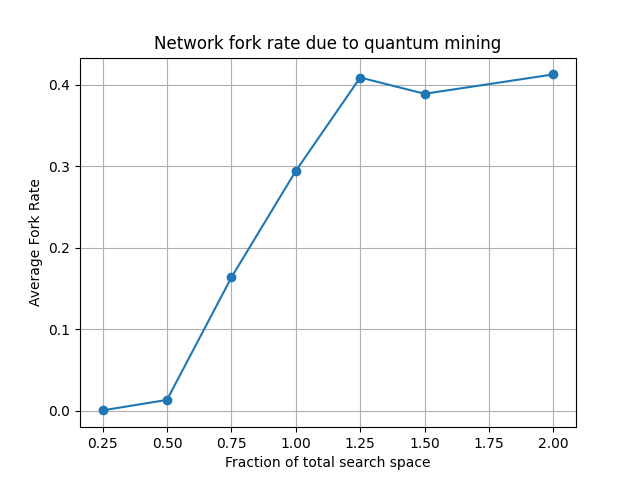 Network fork rate due to quantum mining
Average Fork Rate
0.4
0.3
0.2
0.1
0.0
0.25 0.50 0.75 1.00 1.25 1.50 1.75 2.00
Fraction of total search space